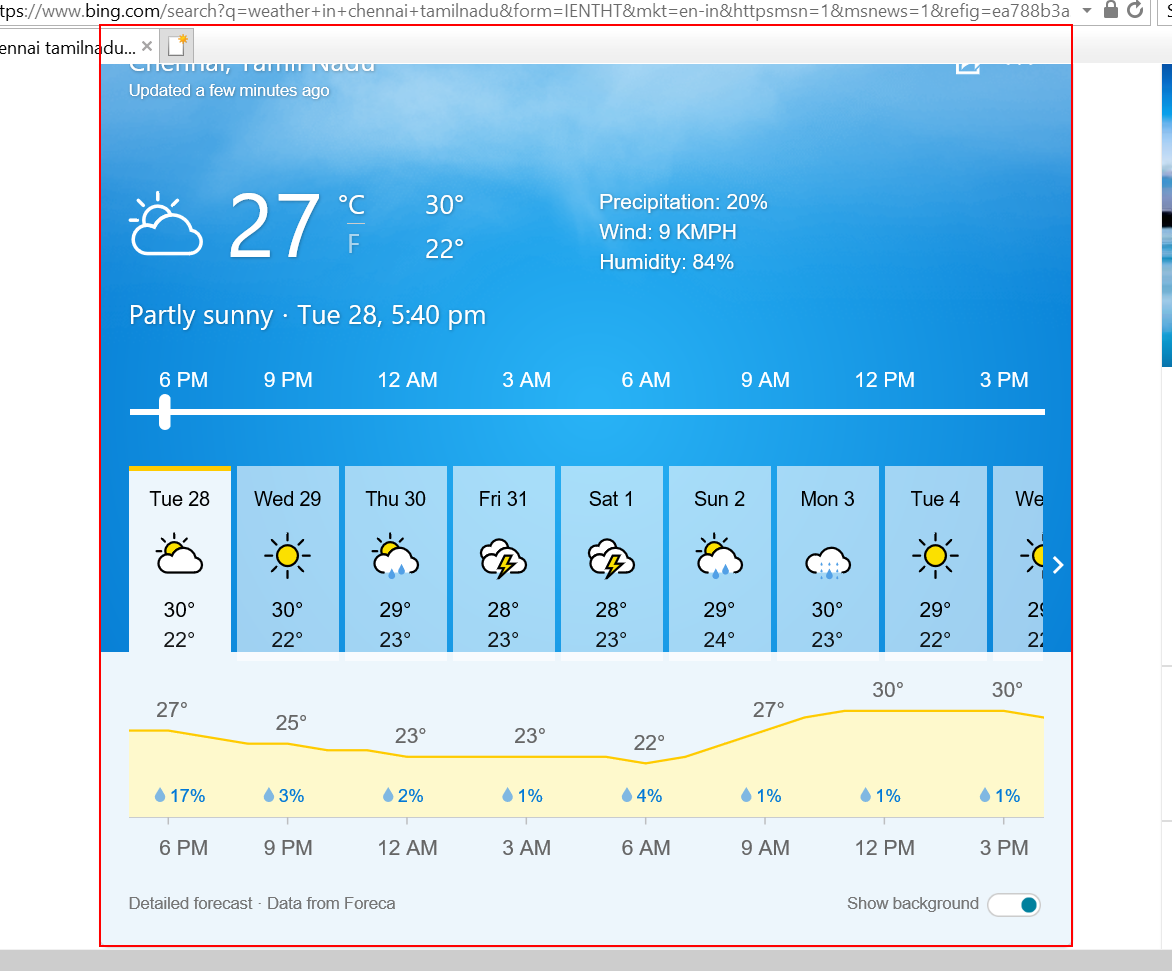 tps://www.bing.com/search?q=weather+in+chennai+tamilnadu&form=IENTHT&mkt=en-in&httpsmsn=1&msnews=1&refig=ea788b3a
ennai tamilnadu...
Chennai, Tamil Nadu
Updated a few minutes ago
27 °C F 30° 22°
Precipitation: 20%
Wind: 9 KMPH
Humidity: 84%
Partly sunny · Tue 28, 5:40 pm
6 PM 9 PM 12 AM 3 AM 6 AM 9 AM 12 PM 3 PM
Tue 28 Wed 29 Thu 30 Fri 31 Sat 1 Sun 2 Mon 3 Tue 4 We
30° 30° 29° 28° 28° 29° 30° 29° 29
22° 22° 23° 23° 23° 24° 23° 22° 22
27° 25° 23° 23° 22° 27° 30° 30°
17% 3% 2% 1% 4% 1% 1% 1%
6 PM 9 PM 12 AM 3 AM 6 AM 9 AM 12 PM 3 PM
Detailed forecast · Data from Foreca
Show background